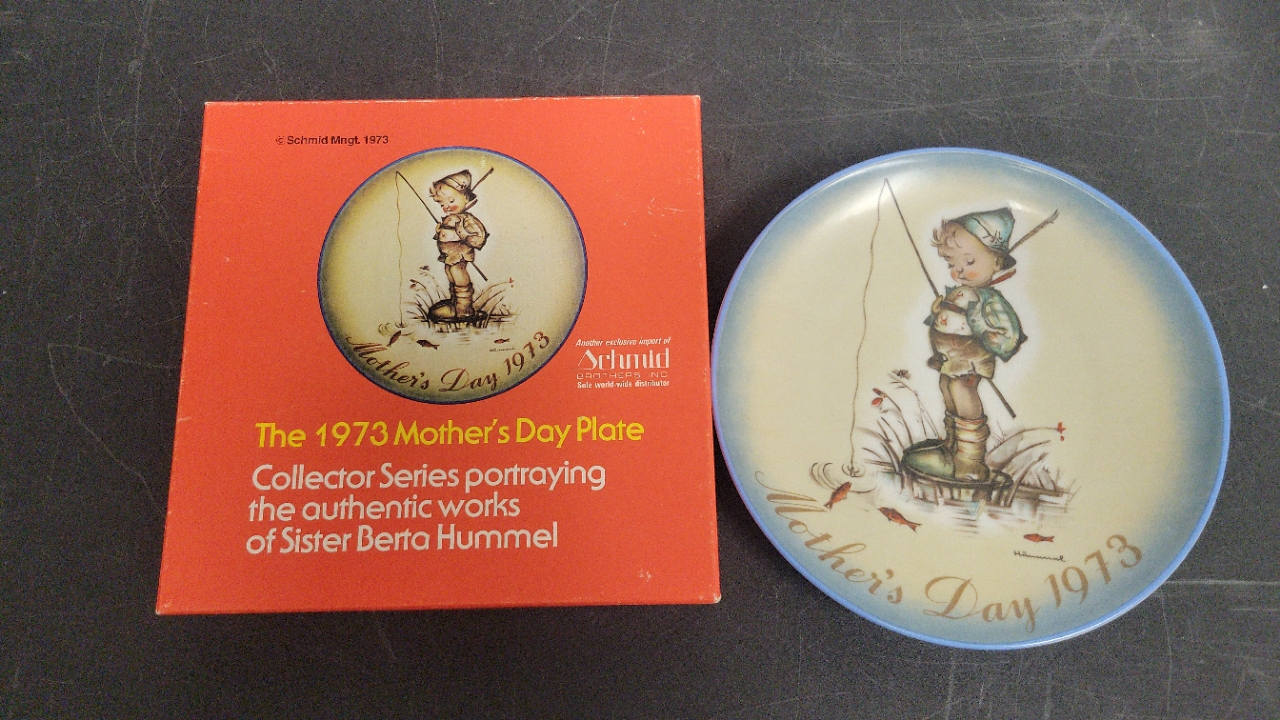 ©Schmid Mngt. 1973
Mother's Day 1973
Another exclusive import of
Schmid
BROTHERS, INC.
Sole world-wide distributor
The 1973 Mother's Day Plate
Collector Series portraying
the authentic works
of Sister Berta Hummel
Hummel
Mother's Day 1973